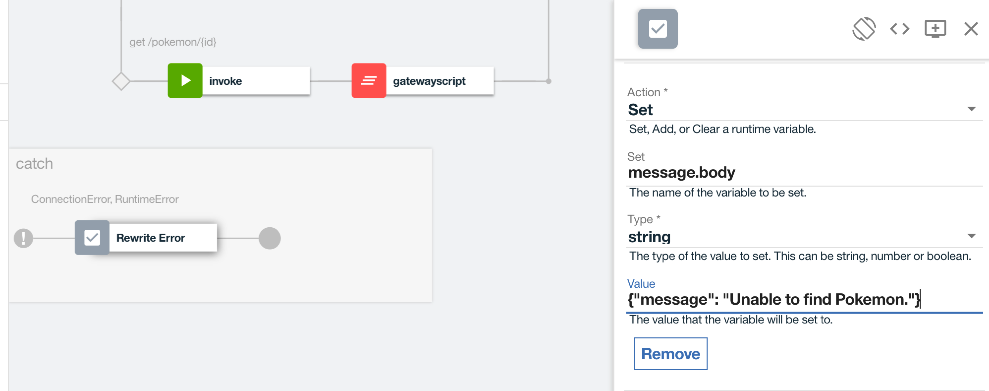 get /pokemon/{id}
invoke
gatewayscript
catch
ConnectionError, RuntimeError
Rewrite Error
Action *
Set
Set, Add, or Clear a runtime variable.
Set
message.body
The name of the variable to be set.
Type *
string
The type of the value to set. This can be string, number or boolean.
Value
{"message": "Unable to find Pokemon."}
The value that the variable will be set to.
Remove